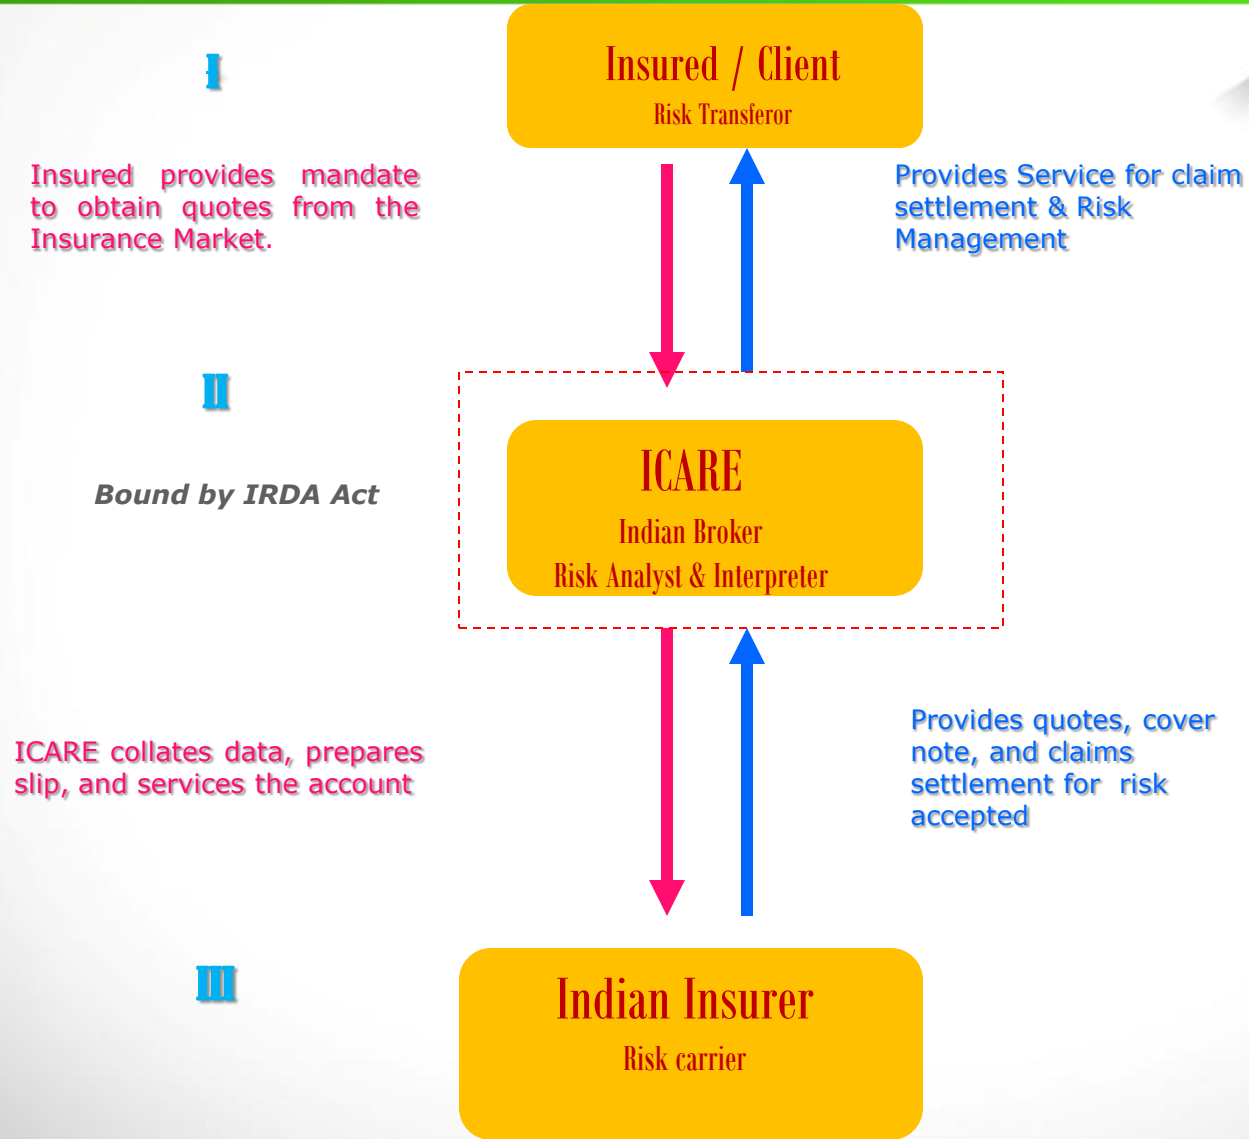 Insured / Client
Risk Transferor
I
Insured provides mandate
to obtain quotes from the
Insurance Market.
Provides Service for claim
settlement & Risk
Management
II
Bound by IRDA Act
ICARE
Indian Broker
Risk Analyst & Interpreter
ICARE collates data, prepares
slip, and services the account
Provides quotes, cover
note, and claims
settlement for risk
accepted
III
Indian Insurer
Risk carrier